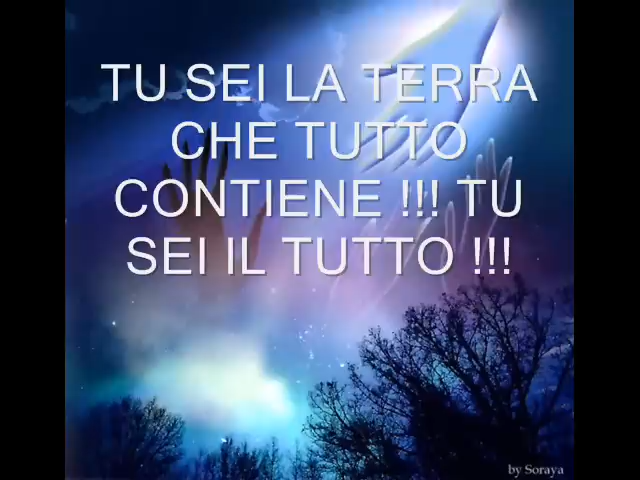 TU SEI LA TERRA
CHE TUTTO
CONTIENE !!! TU
SEI IL TUTTO !!!
by Soraya